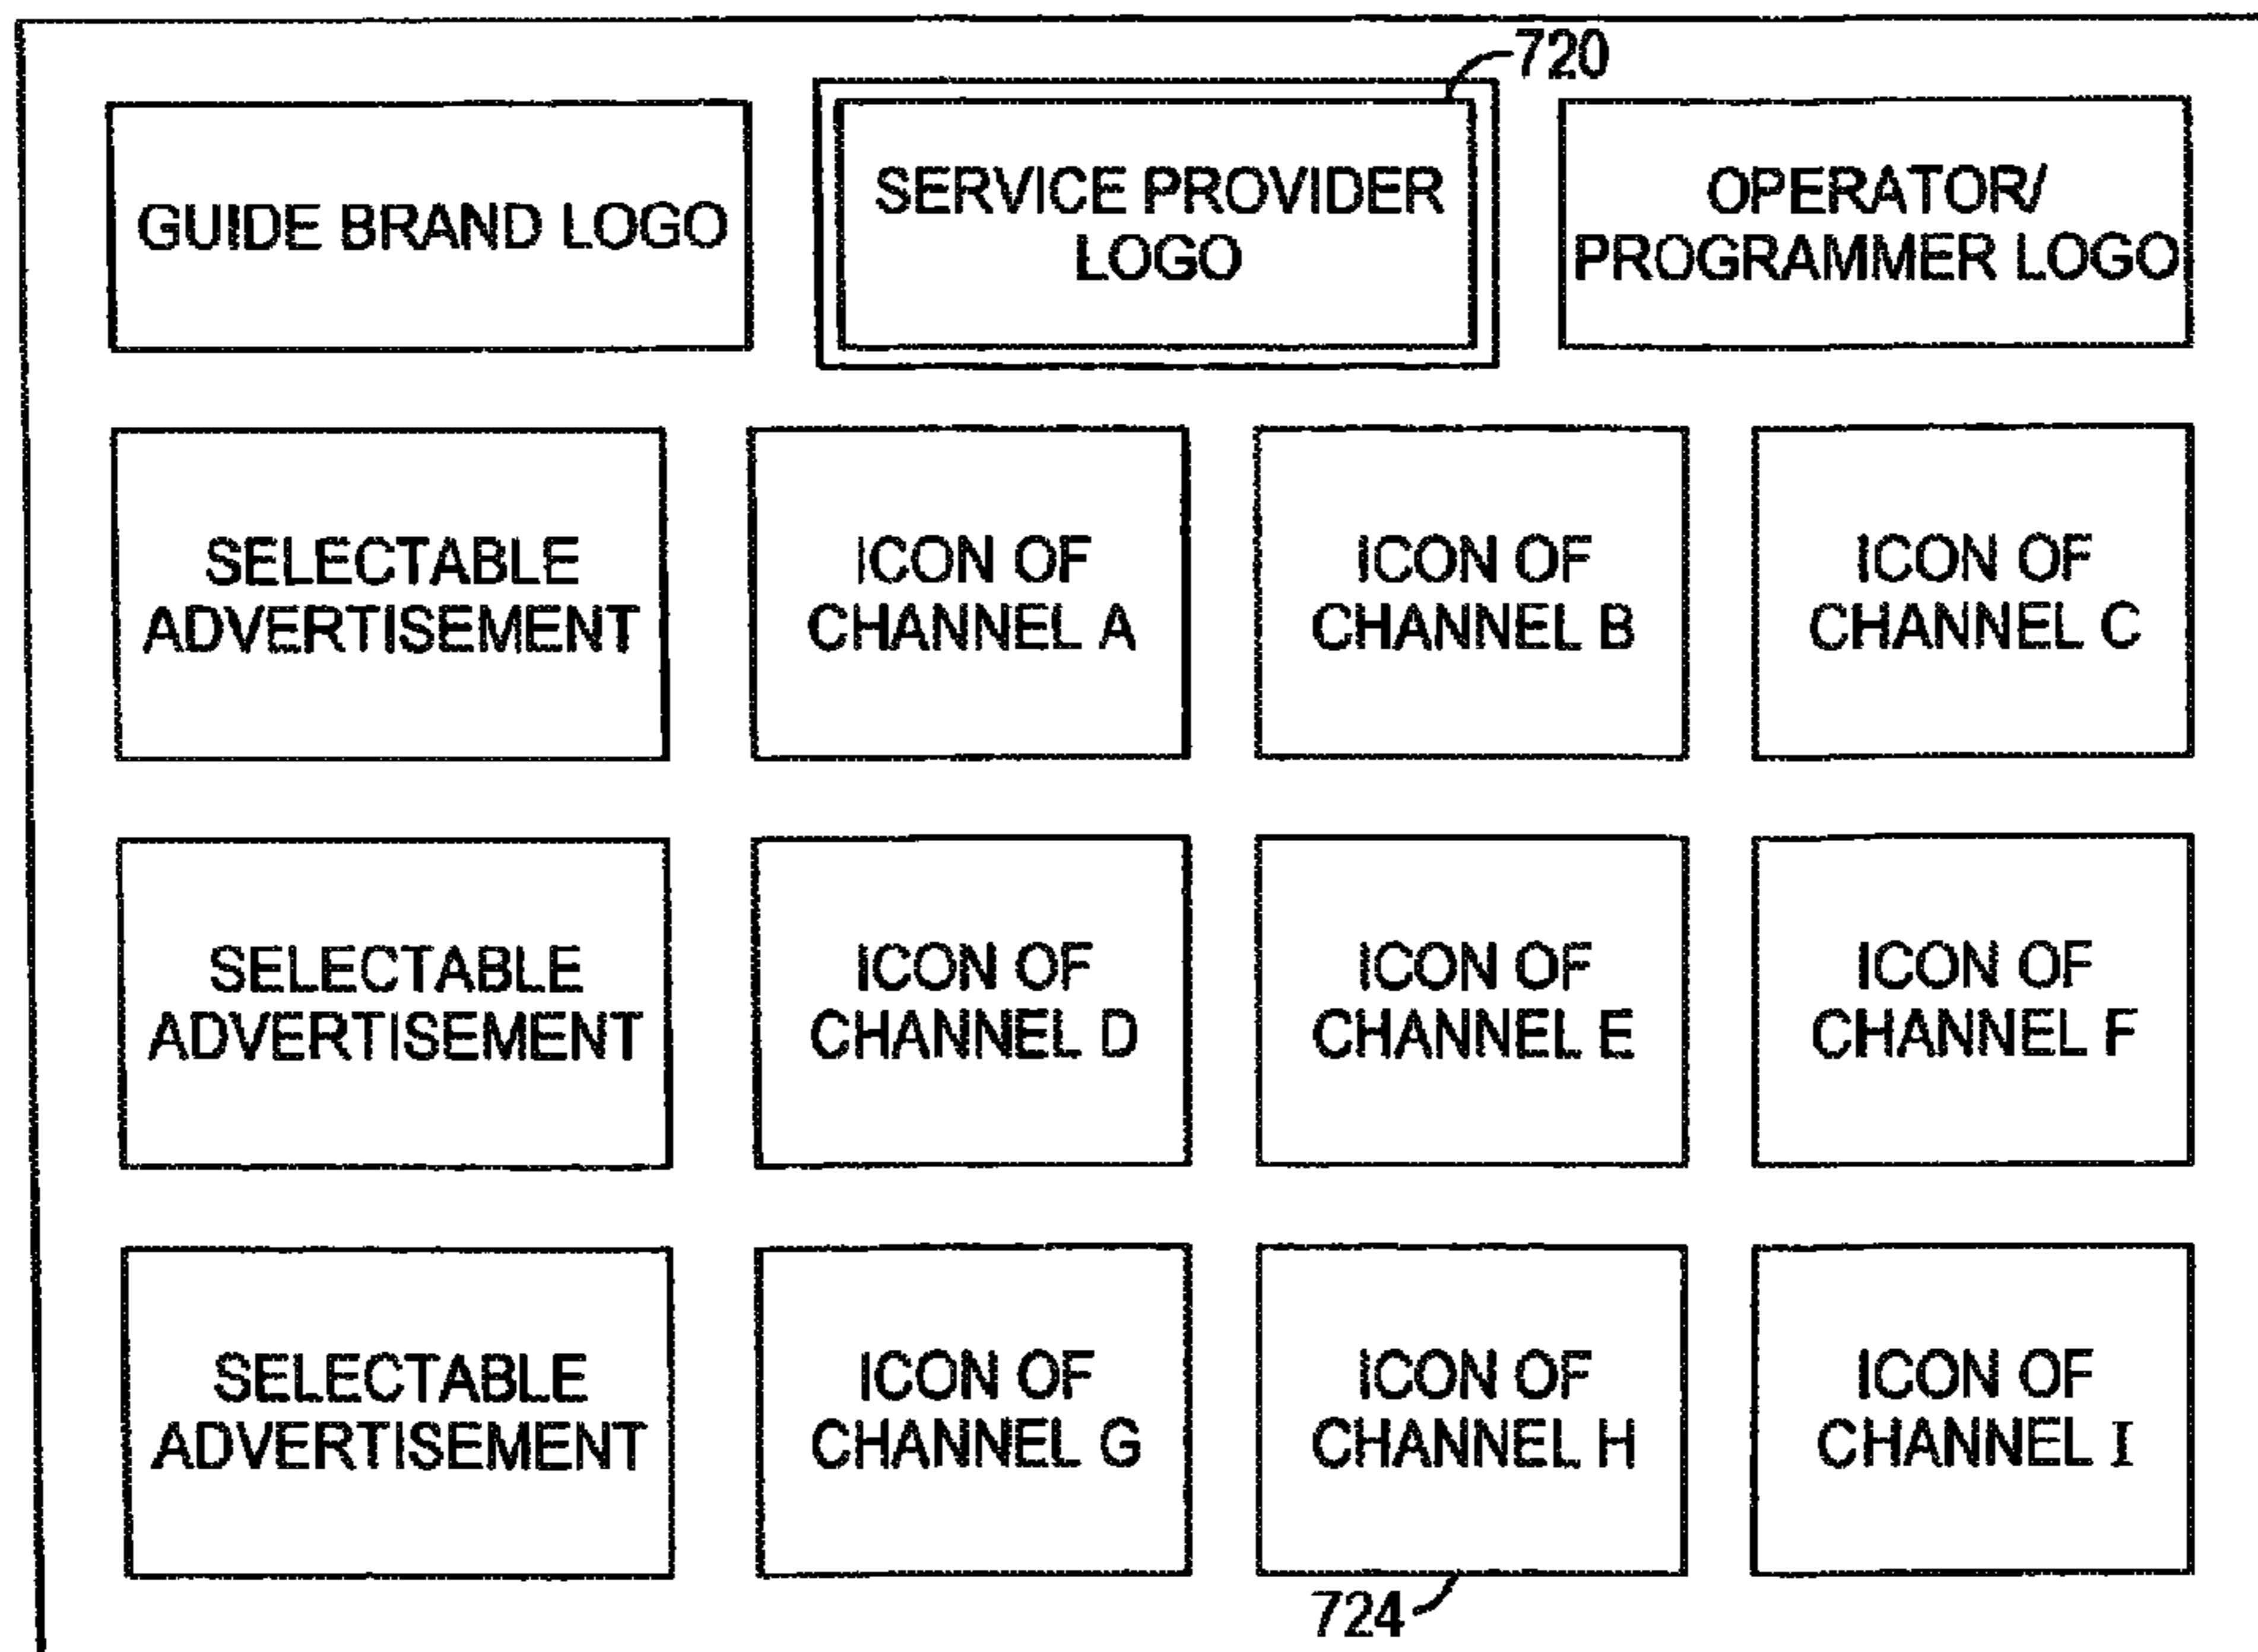 720
GUIDE BRAND LOGO
SERVICE PROVIDER
LOGO
OPERATOR/
PROGRAMMER LOGO
SELECTABLE
ADVERTISEMENT
ICON OF
CHANNEL A
ICON OF
CHANNEL B
ICON OF
CHANNEL C
SELECTABLE
ADVERTISEMENT
ICON OF
CHANNEL D
ICON OF
CHANNEL E
ICON OF
CHANNEL F
SELECTABLE
ADVERTISEMENT
ICON OF
CHANNEL G
ICON OF
CHANNEL H
ICON OF
CHANNEL I
724